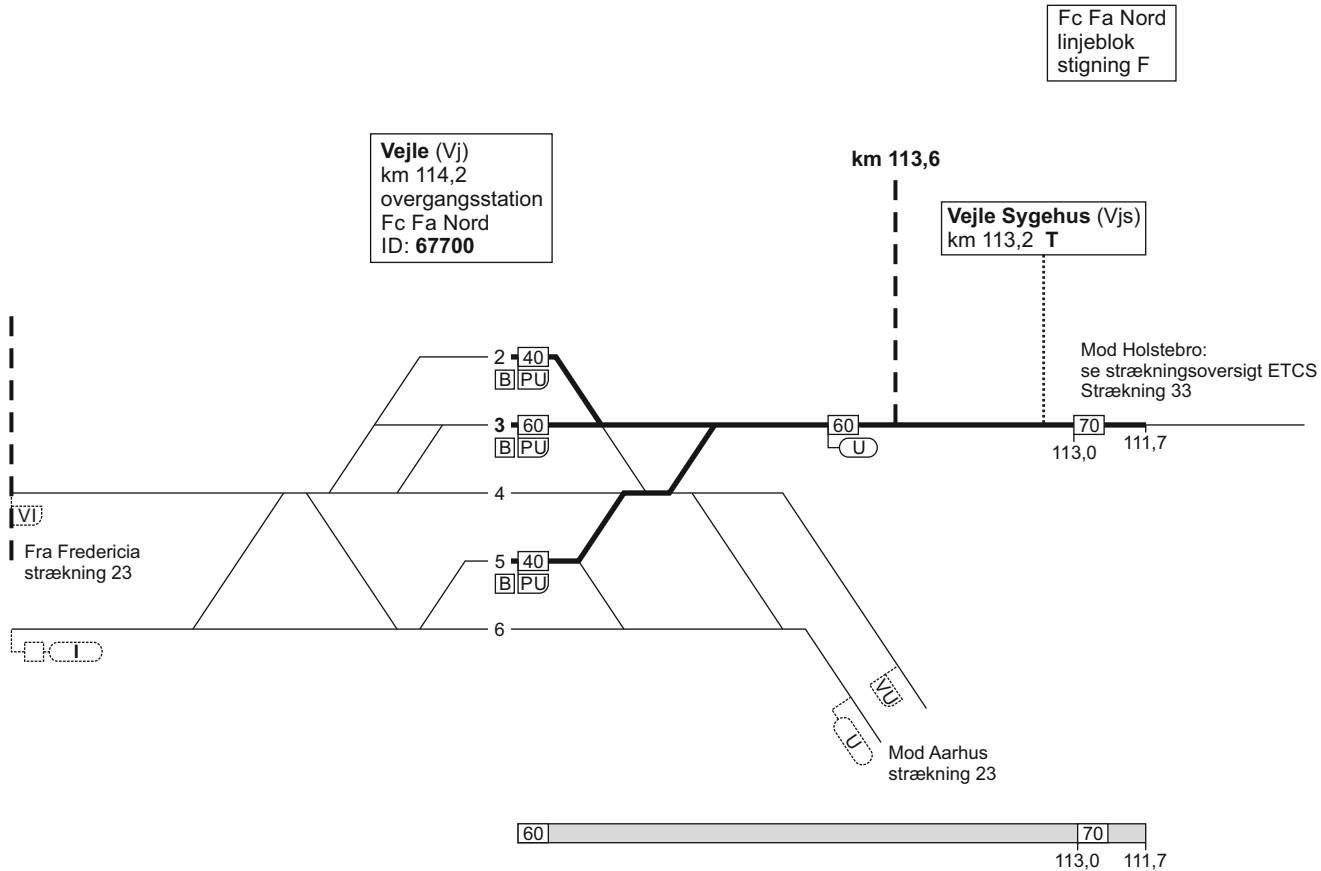 Fc Fa Nord
linjeblok
stigning F
Vejle (Vj)
km 114,2
overgangsstation
Fc Fa Nord
ID: 67700
km 113,6
Vejle Sygehus (Vjs)
km 113,2 T
2 40
B PU
Mod Holstebro:
se strækningsoversigt ETCS
Strækning 33
3 60
B PU
60
U
70
113,0
111,7
4
VI
Fra Fredericia
strækning 23
5 40
B PU
6
I
VU
U
Mod Aarhus
strækning 23
60
70
113,0
111,7